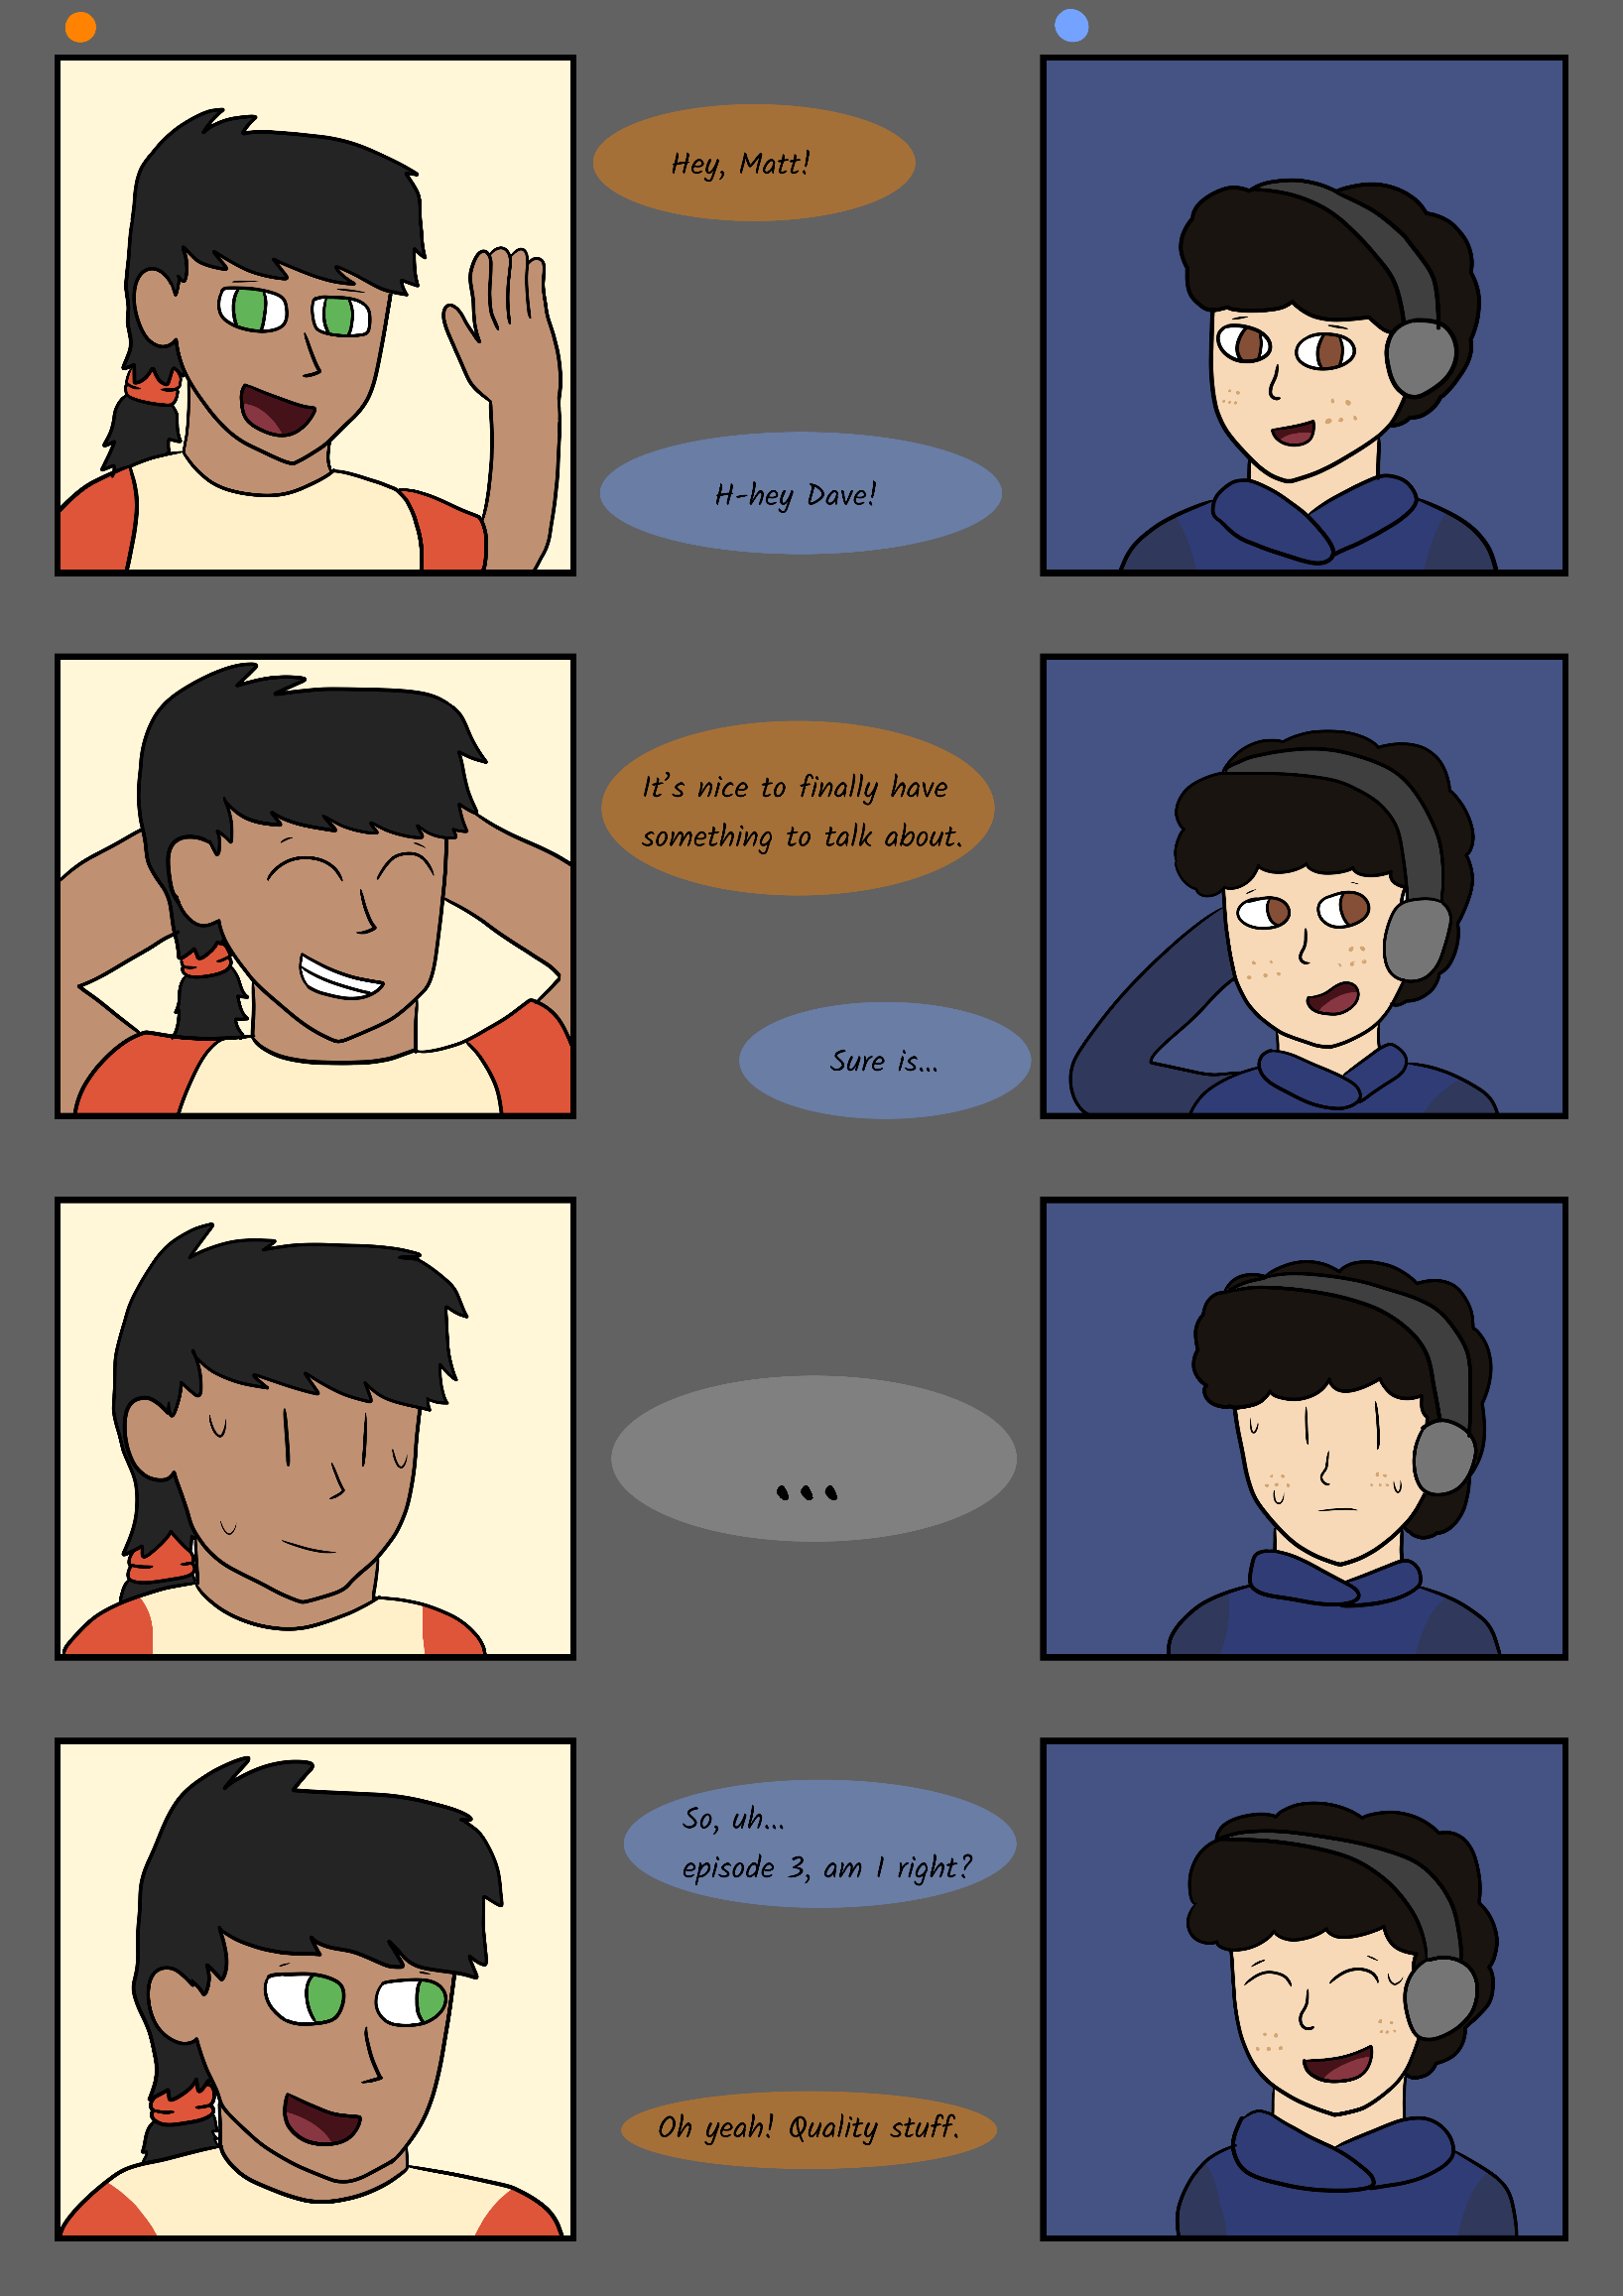 Hey, Matt!
H-hey Dave!
It's nice to finally have
something to talk about.
Sure is...
...
So, uh...
episode 3, am I right?
Oh yeah! Quality stuff.